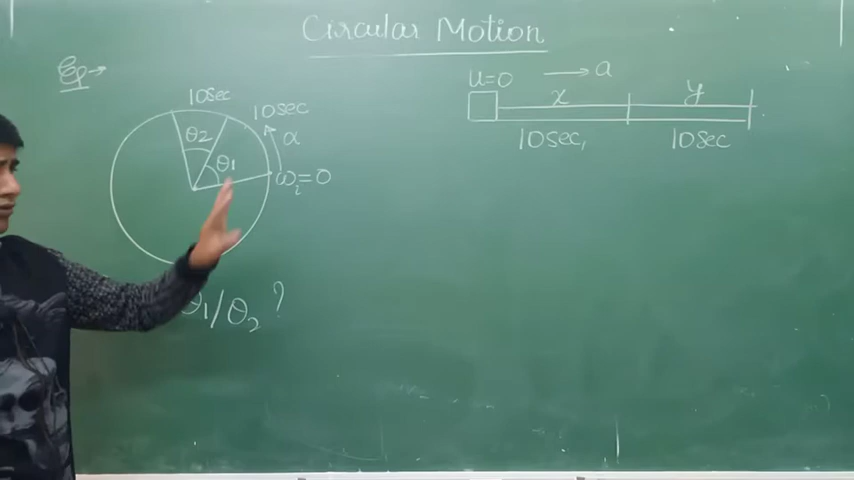 Circular Motion
Eg →
10sec
10sec
θ2
θ1
α
ωi=0
θ1/θ2 ?
u=0 → a
x y
10sec, 10sec